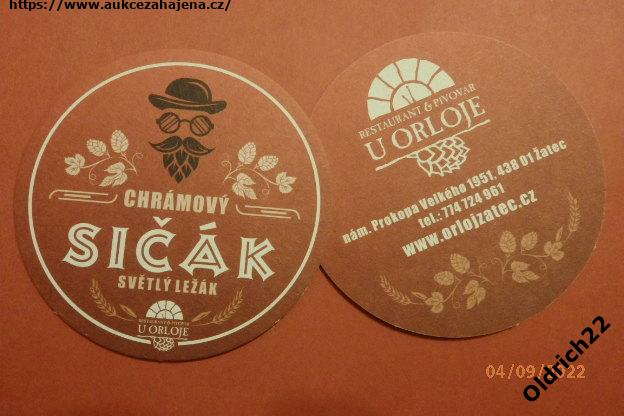 https://www.aukcezahajena.cz/
CHRÁMOVÝ
SIČÁK
SVĚTLÝ LEŽÁK
RESTAURANT & PIVOVAR
U ORLOJE
RESTAURANT & PIVOVAR
U ORLOJE
nám. Prokopa Velkého 1951, 438 01 Žatec
tel.: 774 724 961
www.orlojzatec.cz
04/09/2022
Oldrich22